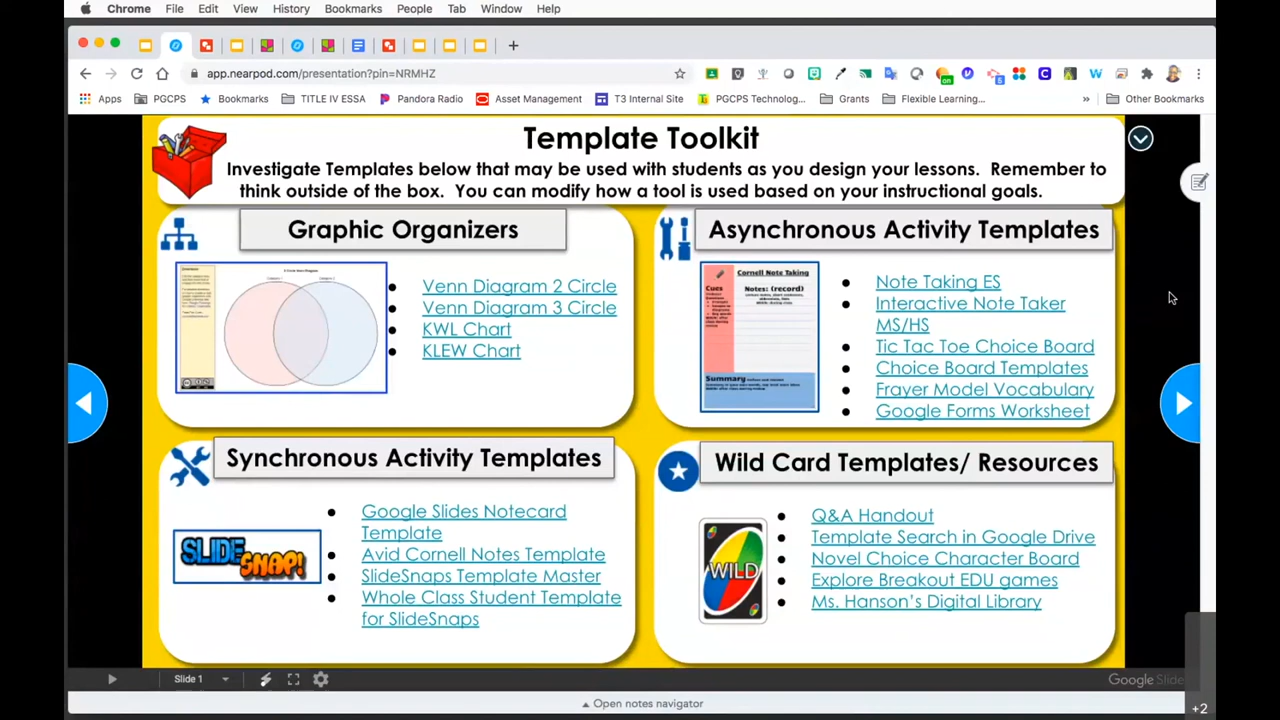 Chrome File Edit View History Bookmarks People Tab Window Help
app.nearpod.com/presentation?pin=NRMHZ
Apps PGCPS Bookmarks TITLE IV ESSA Pandora Radio Asset Management T3 Internal Site PGCPS Technolog... Grants Flexible Learning... » Other Bookmarks
Template Toolkit
Investigate Templates below that may be used with students as you design your lessons. Remember to
think outside of the box. You can modify how a tool is used based on your instructional goals.
Graphic Organizers
Venn Diagram 2 Circle
Venn Diagram 3 Circle
KWL Chart
KLEW Chart
Asynchronous Activity Templates
Cornell Note Taking
Cues
Notes: (record)
Summary
Note Taking ES
Interactive Note Taker
MS/HS
Tic Tac Toe Choice Board
Choice Board Templates
Frayer Model Vocabulary
Google Forms Worksheet
Synchronous Activity Templates
SLIDE
SNAP!
Google Slides Notecard
Template
Avid Cornell Notes Template
SlideSnaps Template Master
Whole Class Student Template
for SlideSnaps
Wild Card Templates/ Resources
WILD
Q&A Handout
Template Search in Google Drive
Novel Choice Character Board
Explore Breakout EDU games
Ms. Hanson's Digital Library
Slide 1
Google Slide
Open notes navigator
+2